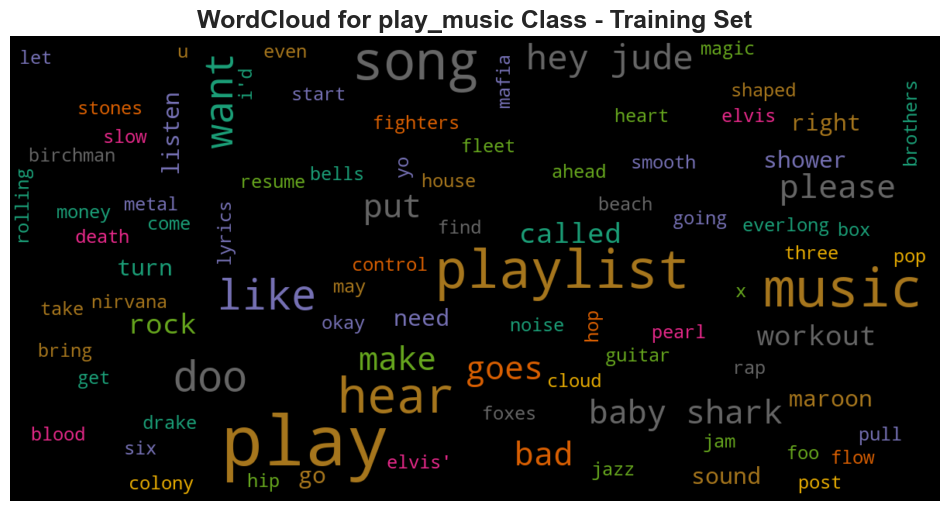 WordCloud for play_music Class - Training Set
let
u
even
song
hey jude
magic
want
i'd
mafia
start
shaped
stones
listen
fighters
heart
elvis
right
brothers
slow
birchman
fleet
yo
smooth
shower
rolling
resume
bells
house
ahead
please
money
metal
lyrics
put
beach
going
death
come
find
called
everlong
box
turn
control
playlist
three
pop
take
nirvana
like
may
x
music
rock
okay
need
noise
hop
pearl
workout
bring
make
guitar
get
doo
goes
cloud
rap
hear
foxes
baby shark
maroon
blood
drake
play
six
elvis'
bad
jam
pull
colony
hip
go
jazz
sound
foo
flow
post